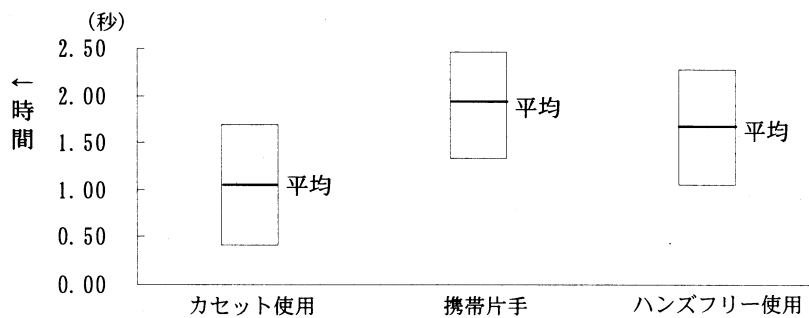 (秒)
2.50
2.00
1.50
1.00
0.50
0.00
↑時間
平均
平均
平均
カセット使用
携帯片手
ハンズフリー使用